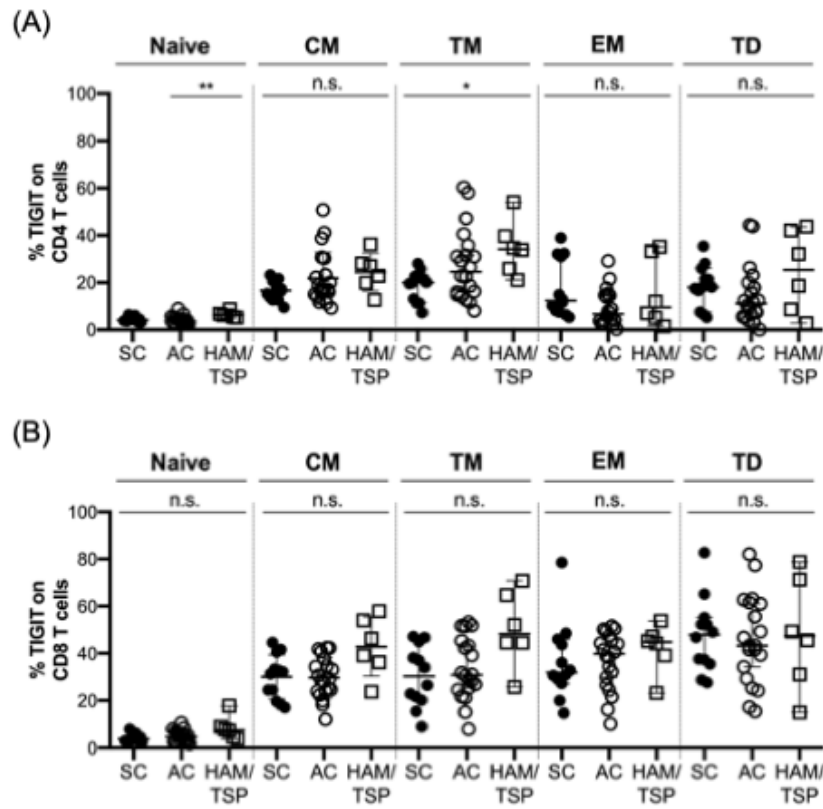 (A)
Naive CM TM EM TD
** n.s. * n.s. n.s.
100
80
60
40
20
0
% TIGIT on
CD4 T cells
SC AC HAM/ SC AC HAM/ SC AC HAM/ SC AC HAM/ SC AC HAM/
TSP TSP TSP TSP TSP
(B)
Naive CM TM EM TD
n.s. n.s. n.s. n.s. n.s.
100
80
60
40
20
0
% TIGIT on
CD8 T cells
SC AC HAM/ SC AC HAM/ SC AC HAM/ SC AC HAM/ SC AC HAM/
TSP TSP TSP TSP TSP